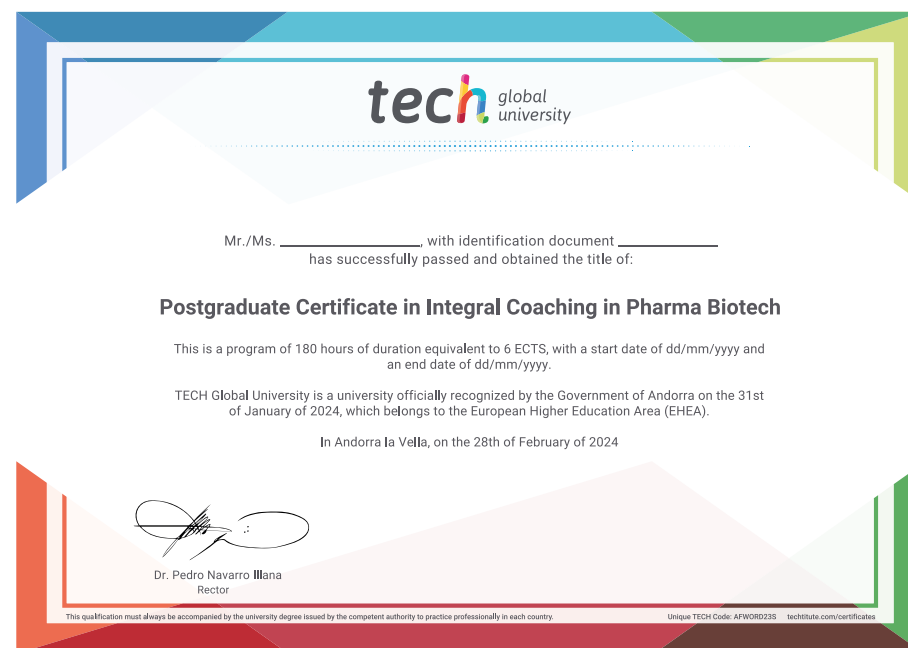 tech global university
Mr./Ms. ____________, with identification document ____________
has successfully passed and obtained the title of:
Postgraduate Certificate in Integral Coaching in Pharma Biotech
This is a program of 180 hours of duration equivalent to 6 ECTS, with a start date of dd/mm/yyyy and
an end date of dd/mm/yyyy.
TECH Global University is a university officially recognized by the Government of Andorra on the 31st
of January of 2024, which belongs to the European Higher Education Area (EHEA).
In Andorra la Vella, on the 28th of February of 2024
Dr. Pedro Navarro Illana
Rector
This qualification must always be accompanied by the university degree issued by the competent authority to practice professionally in each country.
Unique TECH Code: AFWORD23S techtitute.com/certificates